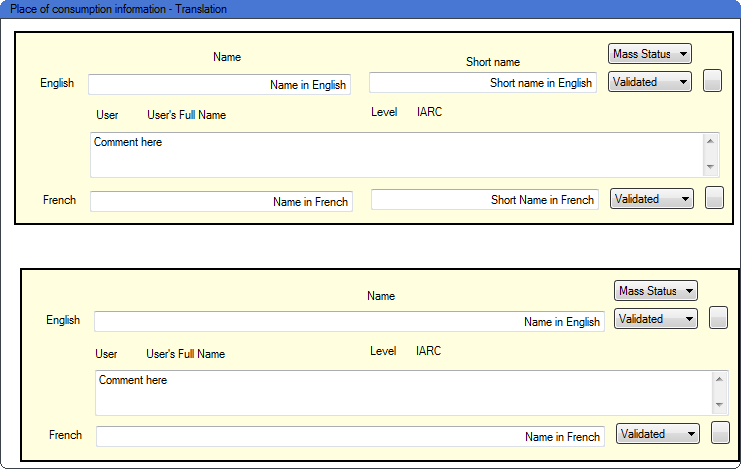 Place of consumption information - Translation
Name Short name Mass Status
English Name in English Short name in English Validated
User User's Full Name Level IARC
Comment here
French Name in French Short Name in French Validated
Name Mass Status
English Name in English Validated
User User's Full Name Level IARC
Comment here
French Name in French Validated